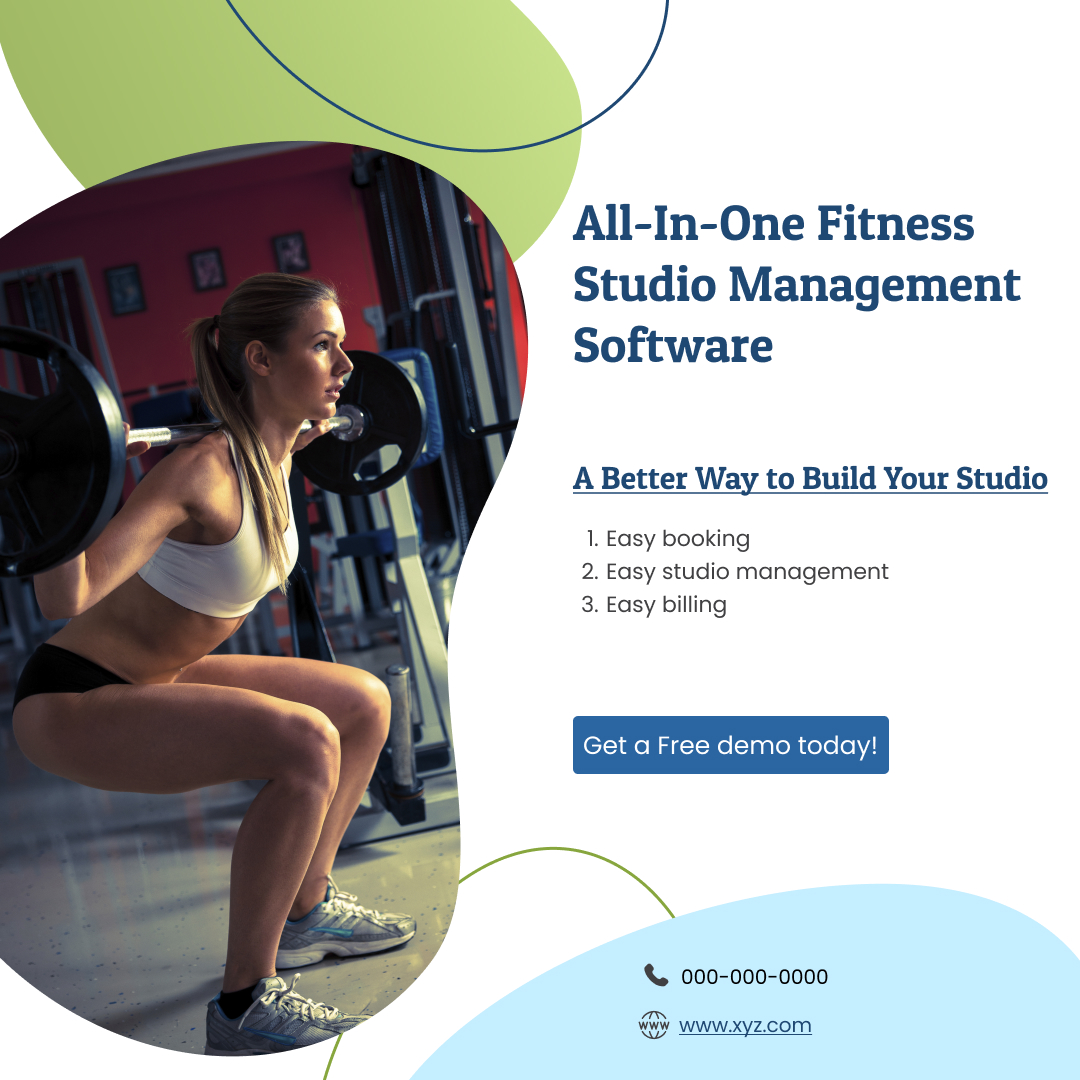 All-In-One Fitness
Studio Management
Software
A Better Way to Build Your Studio
1. Easy booking
2. Easy studio management
3. Easy billing
Get a Free demo today!
000-000-0000
www
www.xyz.com